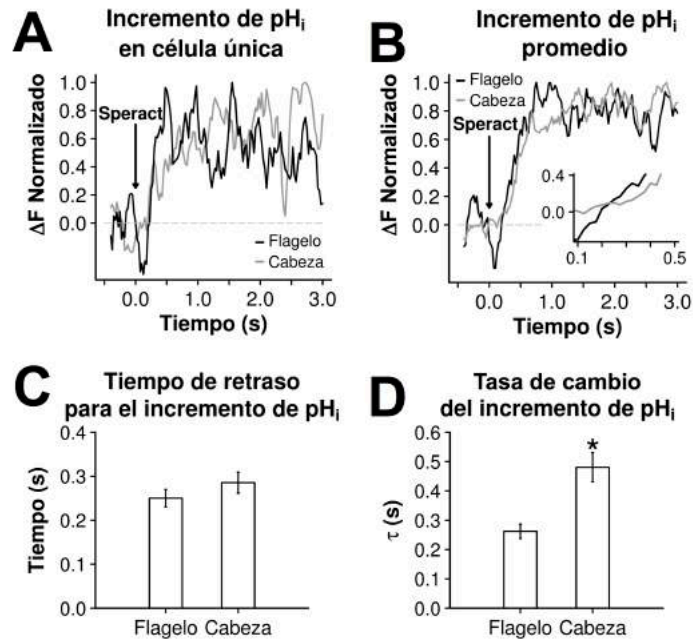 A
Incremento de pHi
en célula única
ΔF Normalizado
1.0
0.8
0.6
0.4
0.2
0.0
Speract
Flagelo
Cabeza
0.0
1.0
2.0
3.0
Tiempo (s)
B
Incremento de pHi
promedio
ΔF Normalizado
1.0
0.8
0.6
0.4
0.2
0.0
Flagelo
Cabeza
Speract
0.4
0.0
0.1
0.5
0.0
1.0
2.0
3.0
Tiempo (s)
C
Tiempo de retraso
para el incremento de pHi
Tiempo (s)
0.4
0.3
0.2
0.0
Flagelo Cabeza
D
Tasa de cambio
del incremento de pHi
τ (s)
0.6
0.5
0.4
0.3
0.2
0.0
*
Flagelo Cabeza